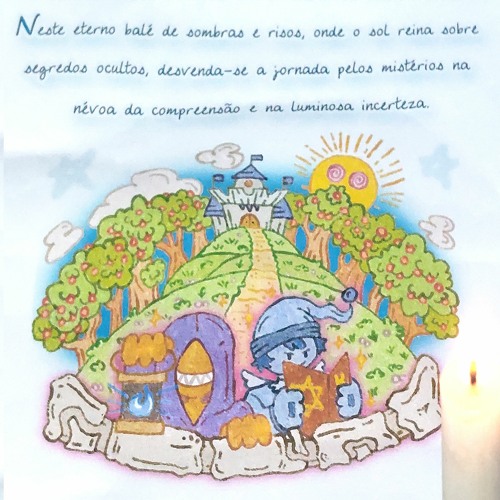 Neste eterno balé de sombras e risos, onde o sol reina sobre
segredos ocultos, desvenda-se a jornada pelos mistérios na
névoa da compreensão e na luminosa incerteza.